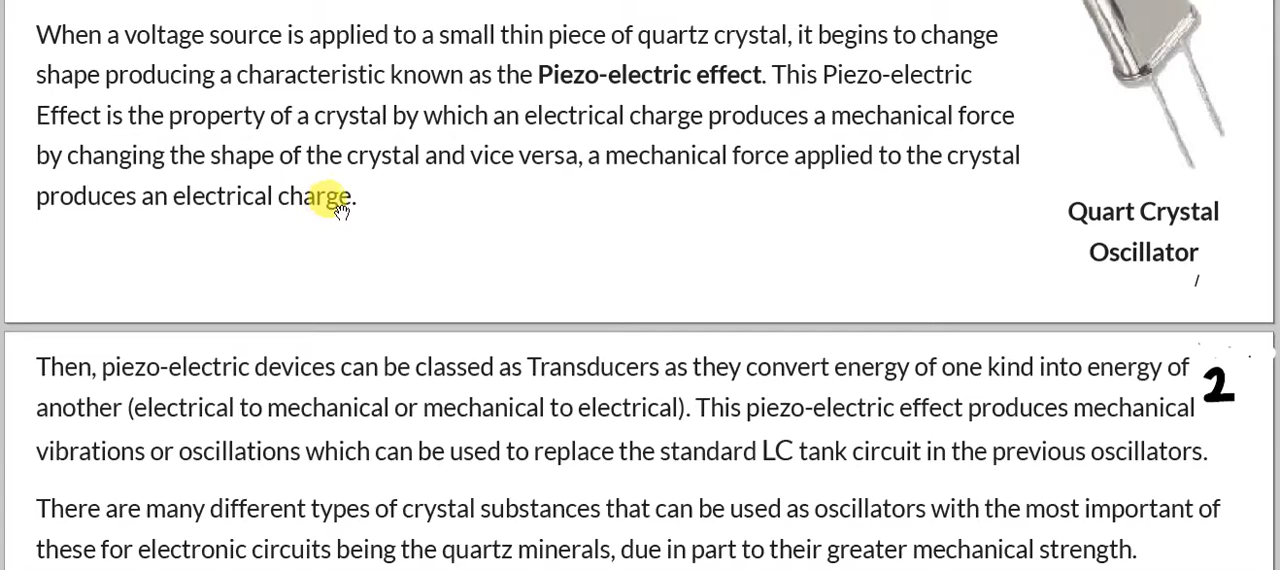 When a voltage source is applied to a small thin piece of quartz crystal, it begins to change
shape producing a characteristic known as the Piezo-electric effect. This Piezo-electric
Effect is the property of a crystal by which an electrical charge produces a mechanical force
by changing the shape of the crystal and vice versa, a mechanical force applied to the crystal
produces an electrical charge.
Quart Crystal
Oscillator
/
Then, piezo-electric devices can be classed as Transducers as they convert energy of one kind into energy of
another (electrical to mechanical or mechanical to electrical). This piezo-electric effect produces mechanical
2
vibrations or oscillations which can be used to replace the standard LC tank circuit in the previous oscillators.
There are many different types of crystal substances that can be used as oscillators with the most important of
these for electronic circuits being the quartz minerals, due in part to their greater mechanical strength.